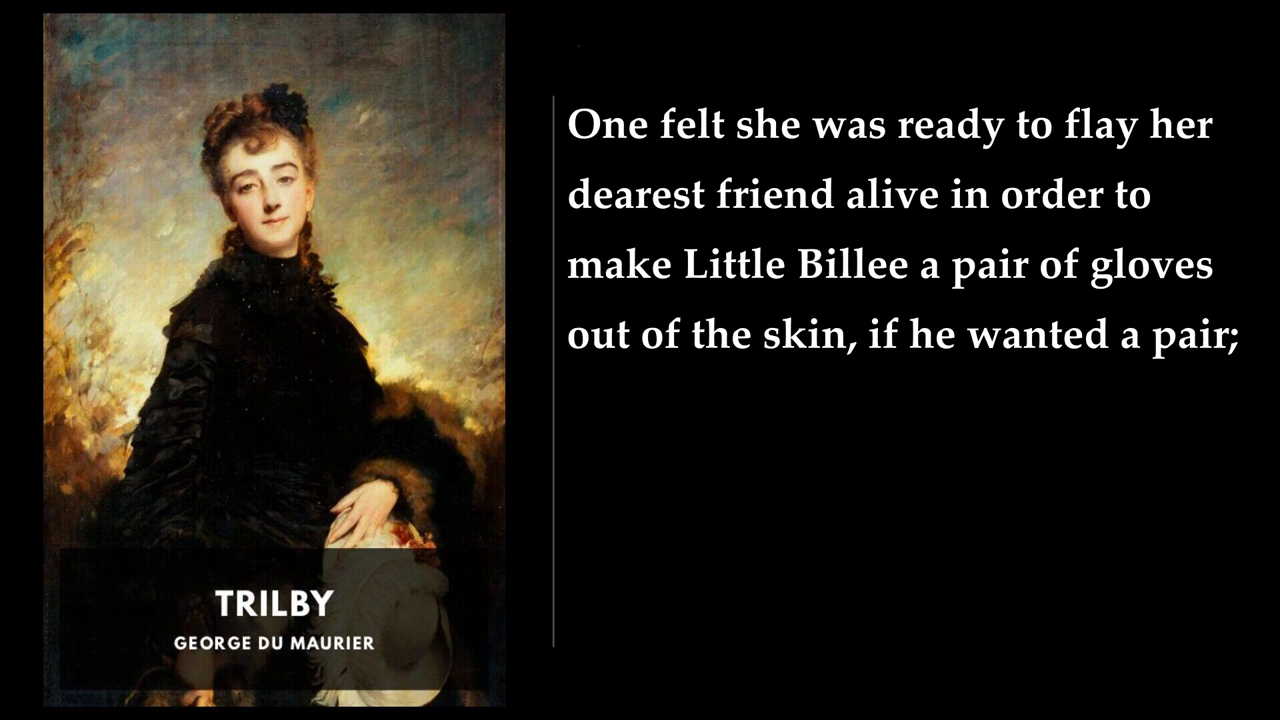 TRILBY
GEORGE DU MAURIER
One felt she was ready to flay her
dearest friend alive in order to
make Little Billee a pair of gloves
out of the skin, if he wanted a pair;